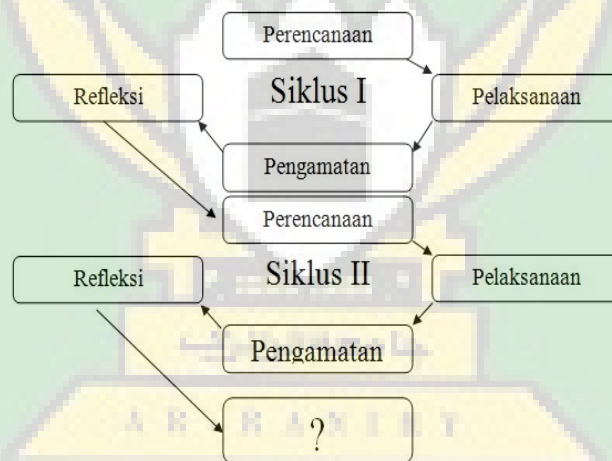 Perencanaan
Refleksi
Siklus I
Pelaksanaan
Pengamatan
Perencanaan
Refleksi
Siklus II
Pelaksanaan
Pengamatan
?
A R - R A N I R Y